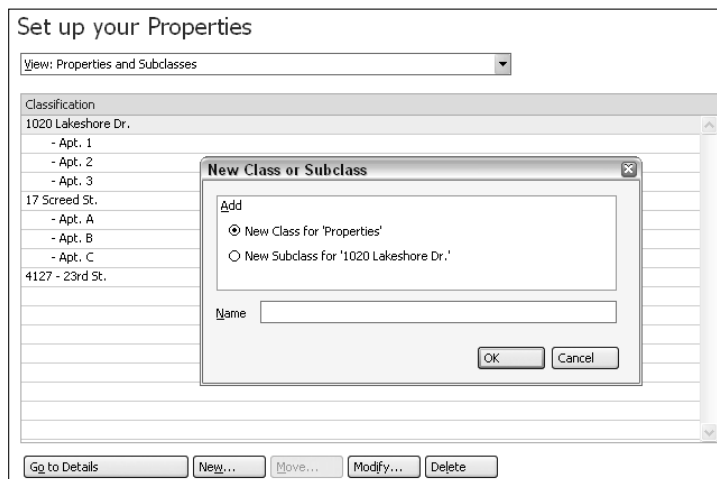 Set up your Properties
View: Properties and Subclasses
Classification
1020 Lakeshore Dr.
- Apt. 1
- Apt. 2
- Apt. 3
17 Screed St.
- Apt. A
- Apt. B
- Apt. C
4127 - 23rd St.
New Class or Subclass
Add
New Class for 'Properties'
New Subclass for '1020 Lakeshore Dr.'
Name
OK
Cancel
Go to Details
New...
Move...
Modify...
Delete